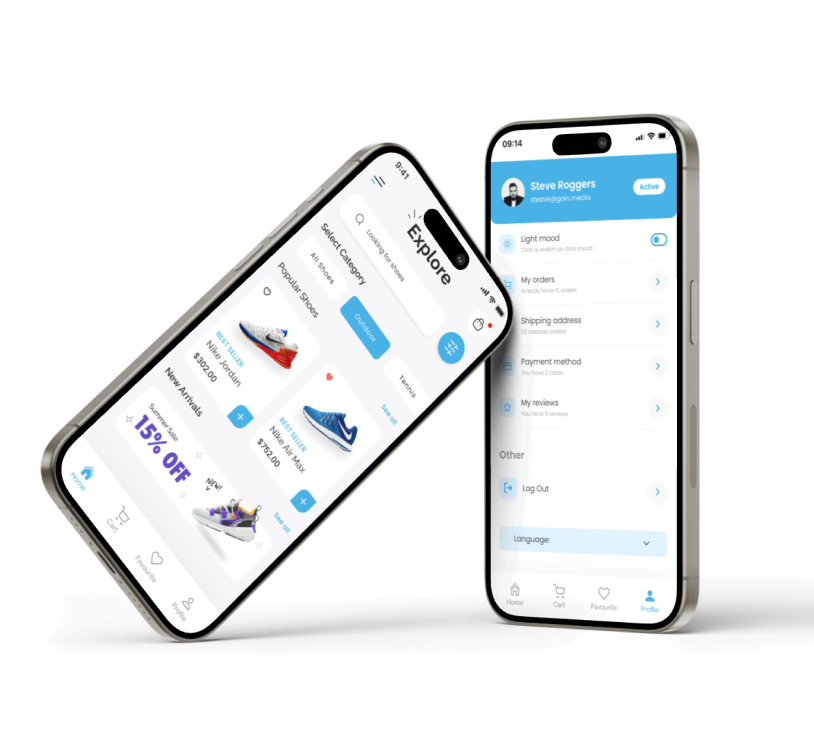 9:41
Explore
Looking for shoes
Select Category
All Shoes
Outdoor
Tennis
Popular Shoes
See all
BEST SELLER
Nike Jordan
$302.00
BEST SELLER
Nike Air Max
$752.00
New Arrivals
See all
Summer Sale
15% OFF
NEW!
Home
Cart
Favourite
Profile
09:14
Steve Roggers
steave@gain.media
Active
Light mood
Click to switch on dark mood
My orders
Already have 10 orders
Shipping address
03 address added
Payment method
You have 2 cards
My reviews
You have 5 reviews
Other
Log Out
Language:
Home
Cart
Favourite
Profile